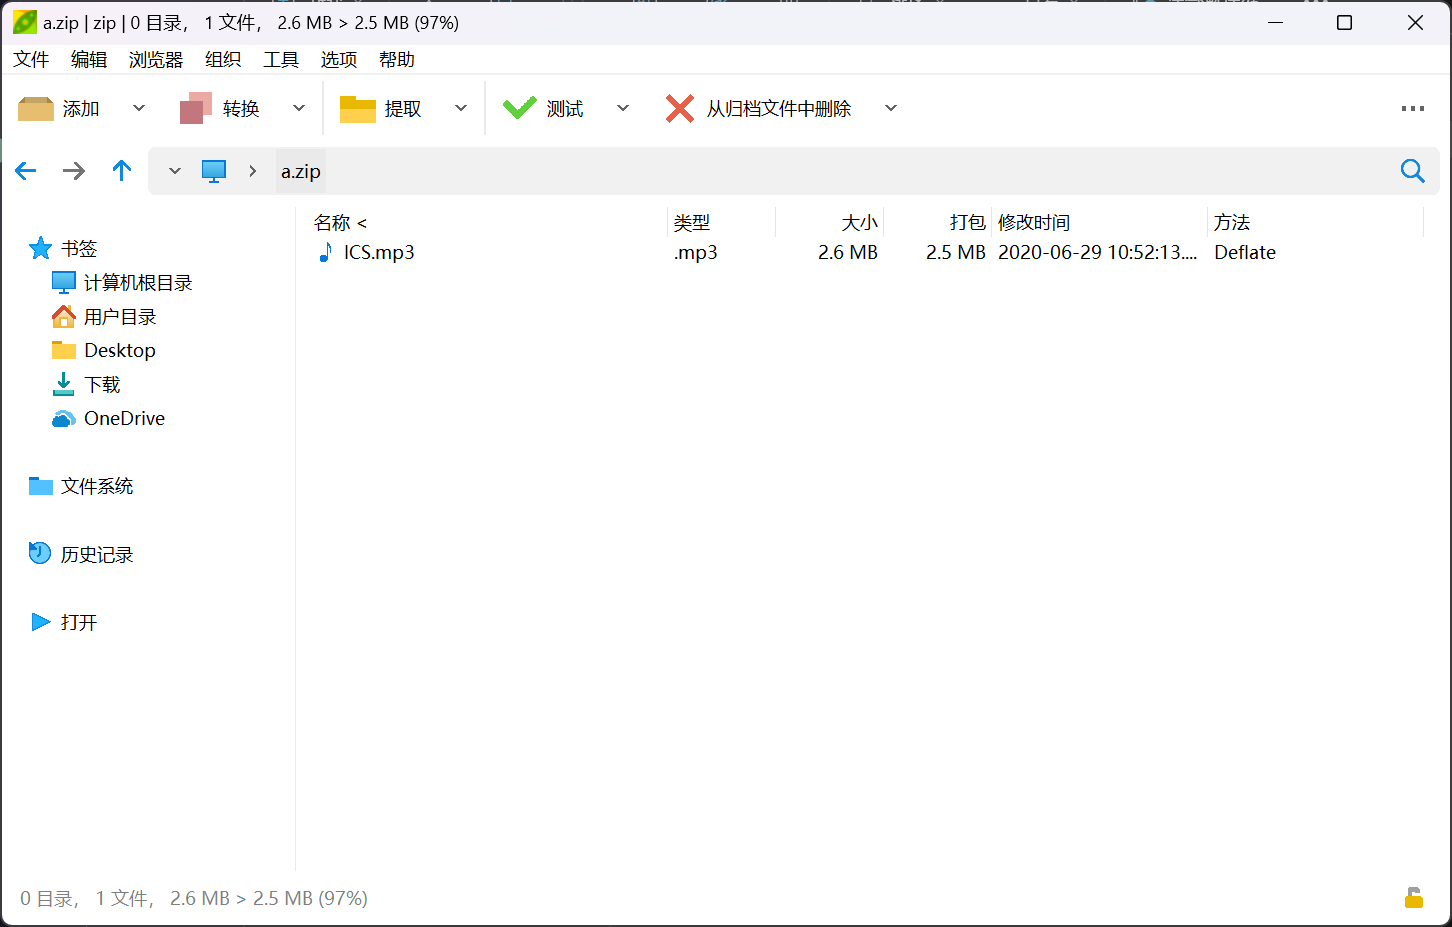 a.zip | zip | 0 目录， 1 文件， 2.6 MB > 2.5 MB (97%)
文件 编辑 浏览器 组织 工具 选项 帮助
添加 转换 提取 测试 从归档文件中删除
a.zip
名称 < 类型 大小 打包 修改时间 方法
ICS.mp3 .mp3 2.6 MB 2.5 MB 2020-06-29 10:52:13.... Deflate
书签
计算机根目录
用户目录
Desktop
下载
OneDrive
文件系统
历史记录
打开
0 目录， 1 文件， 2.6 MB > 2.5 MB (97%)